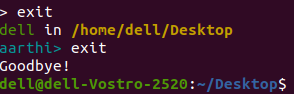 > exit
dell in /home/dell/Desktop
aarthi> exit
Goodbye!
dell@dell-Vostro-2520:~/Desktop$